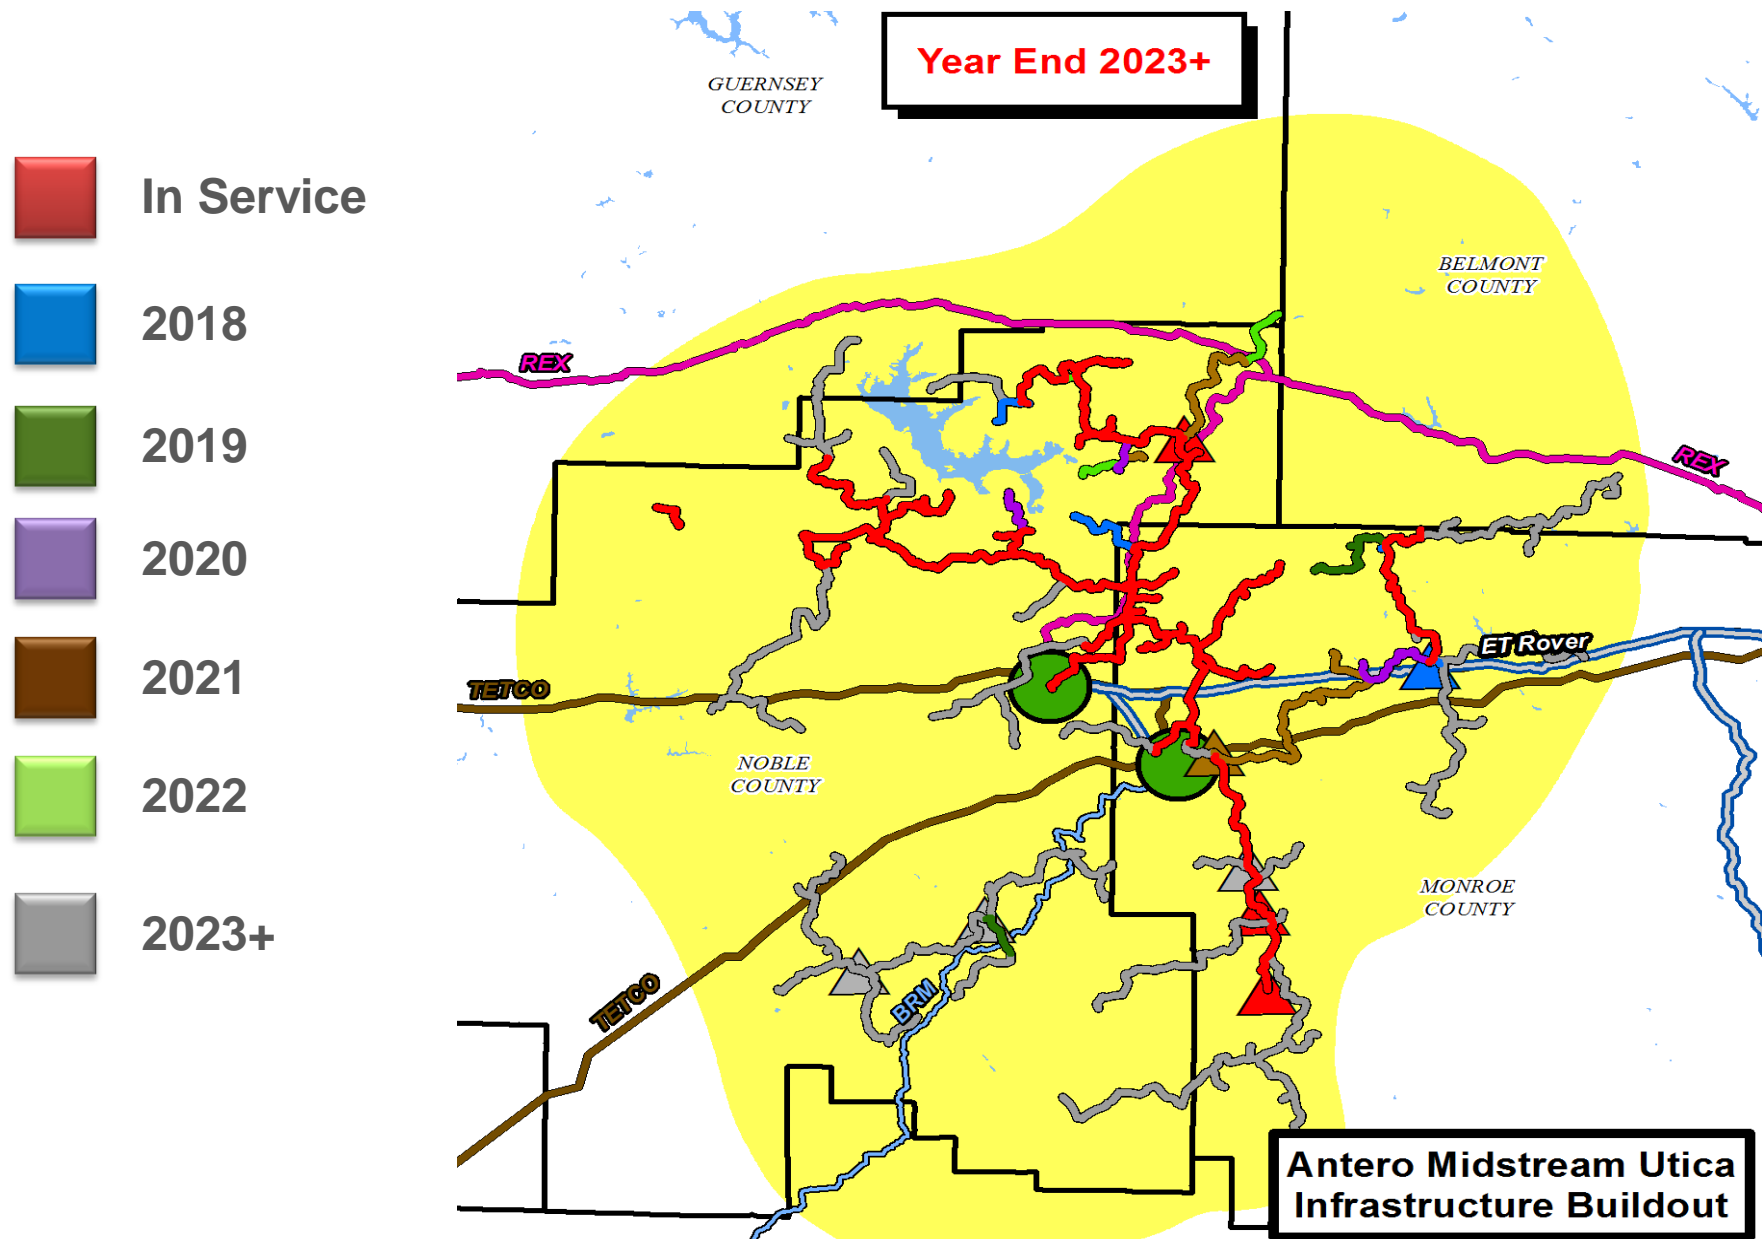 Year End 2023+
GUERNSEY
COUNTY
In Service
BELMONT
COUNTY
2018
REX
2019
REX
2020
ET Rover
2021
TETCO
NOBLE
COUNTY
2022
MONROE
COUNTY
2023+
TETCO
BRM
Antero Midstream Utica
Infrastructure Buildout